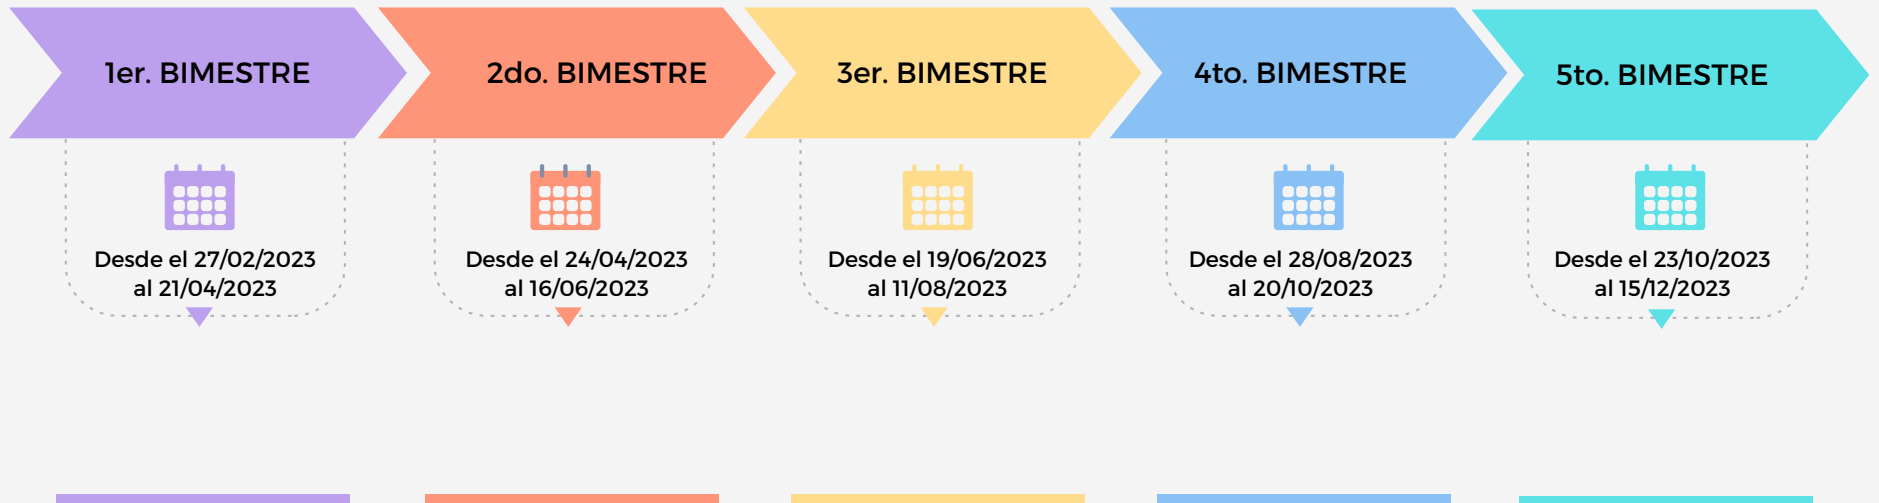 1er. BIMESTRE
2do. BIMESTRE
3er. BIMESTRE
4to. BIMESTRE
5to. BIMESTRE
Desde el 27/02/2023
al 21/04/2023
Desde el 24/04/2023
al 16/06/2023
Desde el 19/06/2023
al 11/08/2023
Desde el 28/08/2023
al 20/10/2023
Desde el 23/10/2023
al 15/12/2023